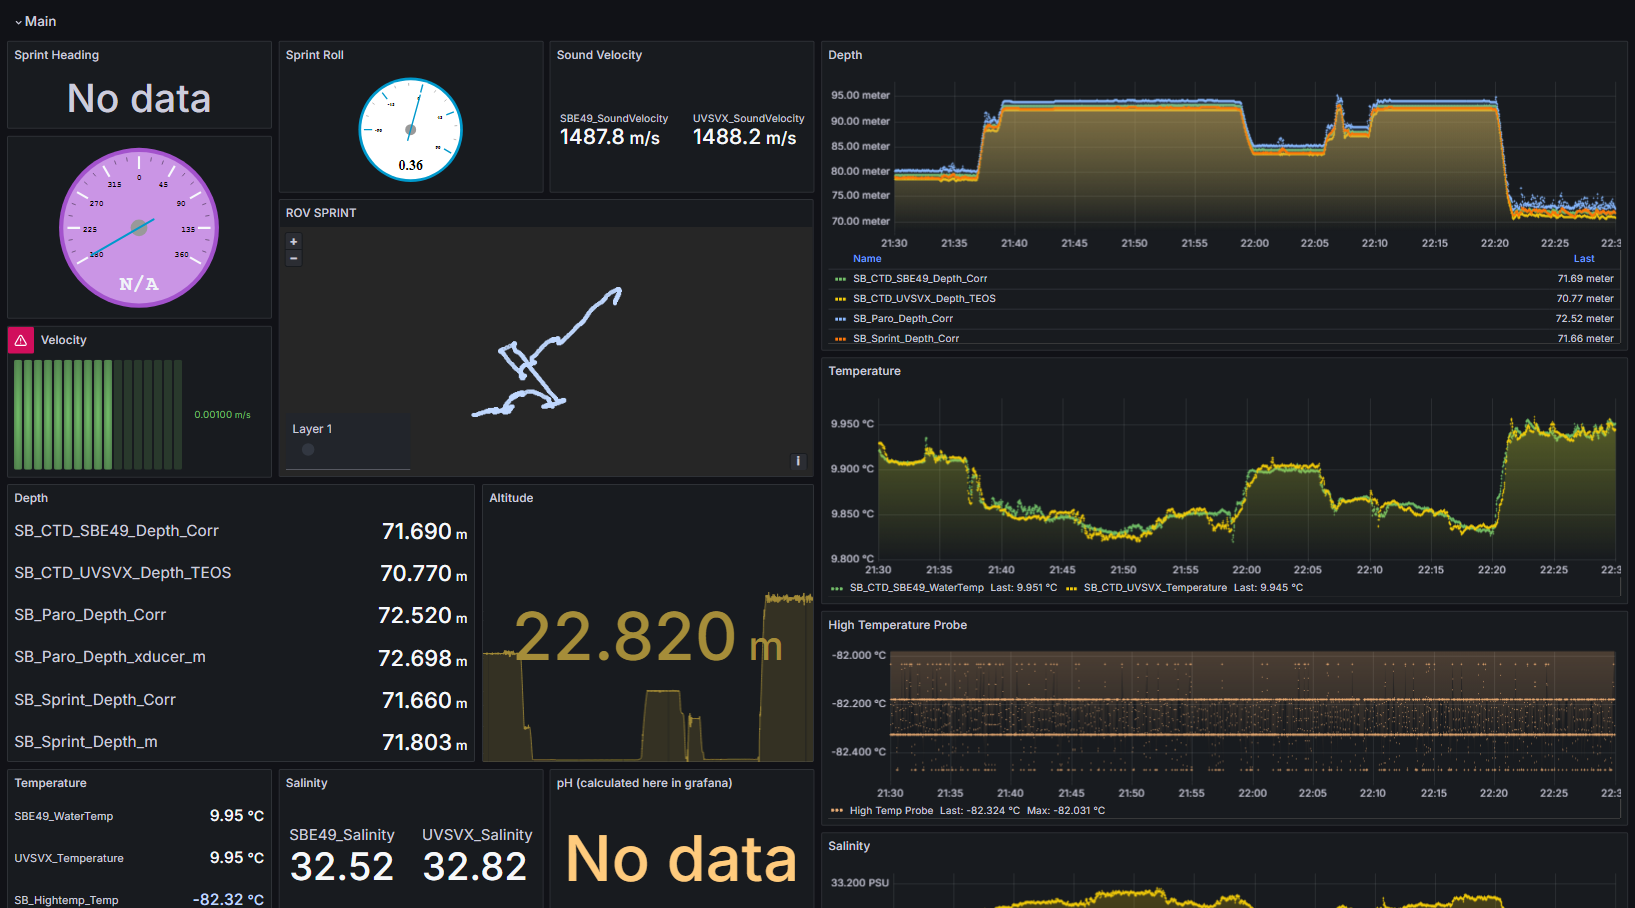 Main
Sprint Heading
No data
0
45
90
135
360
180
225
270
315
N/A
Velocity
0.00100 m/s
Sprint Roll
0.36
Sound Velocity
SBE49_SoundVelocity
1487.8 m/s
UVSVX_SoundVelocity
1488.2 m/s
ROV SPRINT
+
−
Layer 1
i
Depth
SB_CTD_SBE49_Depth_Corr 71.690 m
SB_CTD_UVSVX_Depth_TEOS 70.770 m
SB_Paro_Depth_Corr 72.520 m
SB_Paro_Depth_xducer_m 72.698 m
SB_Sprint_Depth_Corr 71.660 m
SB_Sprint_Depth_m 71.803 m
Altitude
22.820 m
Temperature
SBE49_WaterTemp 9.95 °C
UVSVX_Temperature 9.95 °C
SB_Hightemp_Temp -82.32 °C
Salinity
SBE49_Salinity
32.52
UVSVX_Salinity
32.82
pH (calculated here in grafana)
No data
Depth
95.00 meter
90.00 meter
85.00 meter
80.00 meter
75.00 meter
70.00 meter
21:30 21:35 21:40 21:45 21:50 21:55 22:00 22:05 22:10 22:15 22:20 22:25 22:3
Name Last
SB_CTD_SBE49_Depth_Corr 71.69 meter
SB_CTD_UVSVX_Depth_TEOS 70.77 meter
SB_Paro_Depth_Corr 72.52 meter
SB_Sprint_Depth_Corr 71.66 meter
Temperature
9.950 °C
9.900 °C
9.850 °C
9.800 °C
21:30 21:35 21:40 21:45 21:50 21:55 22:00 22:05 22:10 22:15 22:20 22:25 22:3
SB_CTD_SBE49_WaterTemp Last: 9.951 °C SB_CTD_UVSVX_Temperature Last: 9.945 °C
High Temperature Probe
-82.000 °C
-82.200 °C
-82.400 °C
21:30 21:35 21:40 21:45 21:50 21:55 22:00 22:05 22:10 22:15 22:20 22:25 22:3
High Temp Probe Last: -82.324 °C Max: -82.031 °C
Salinity
33.200 PSU